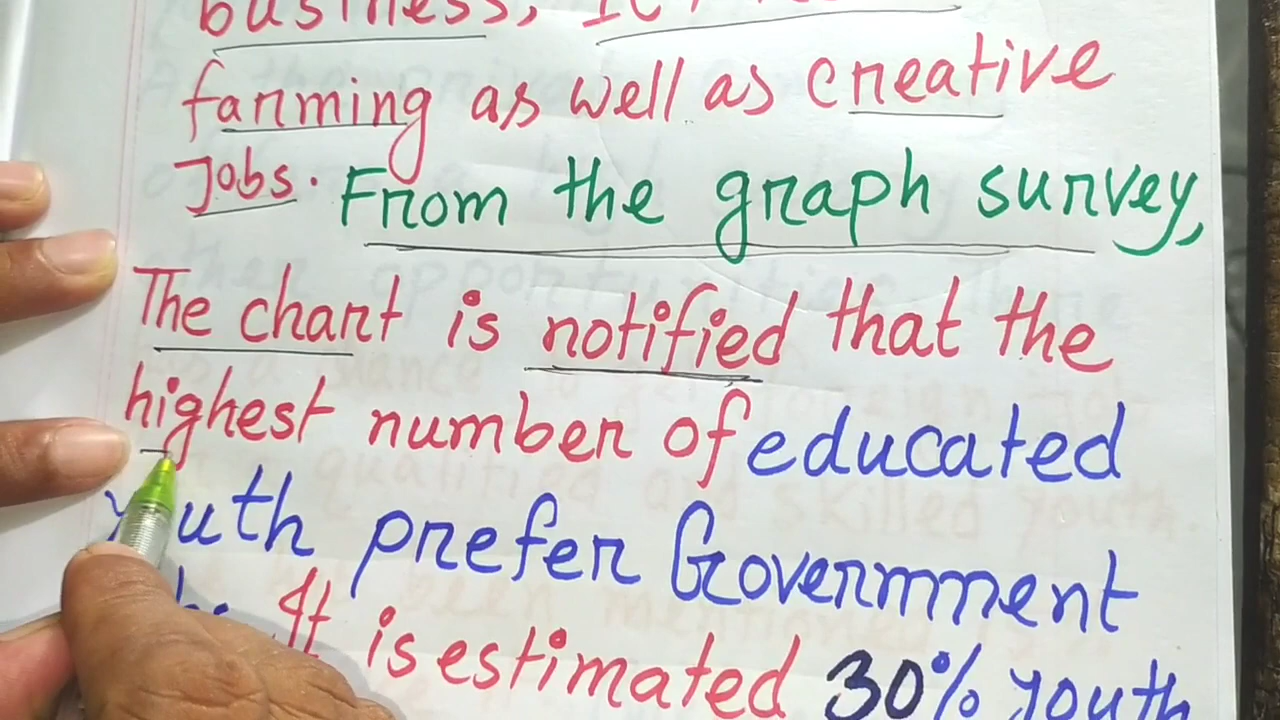 business,
farming as well as creative
Jobs. From the graph survey,
The chart is notified that the
highest number of educated
youth prefer Government
It is estimated 30% youth